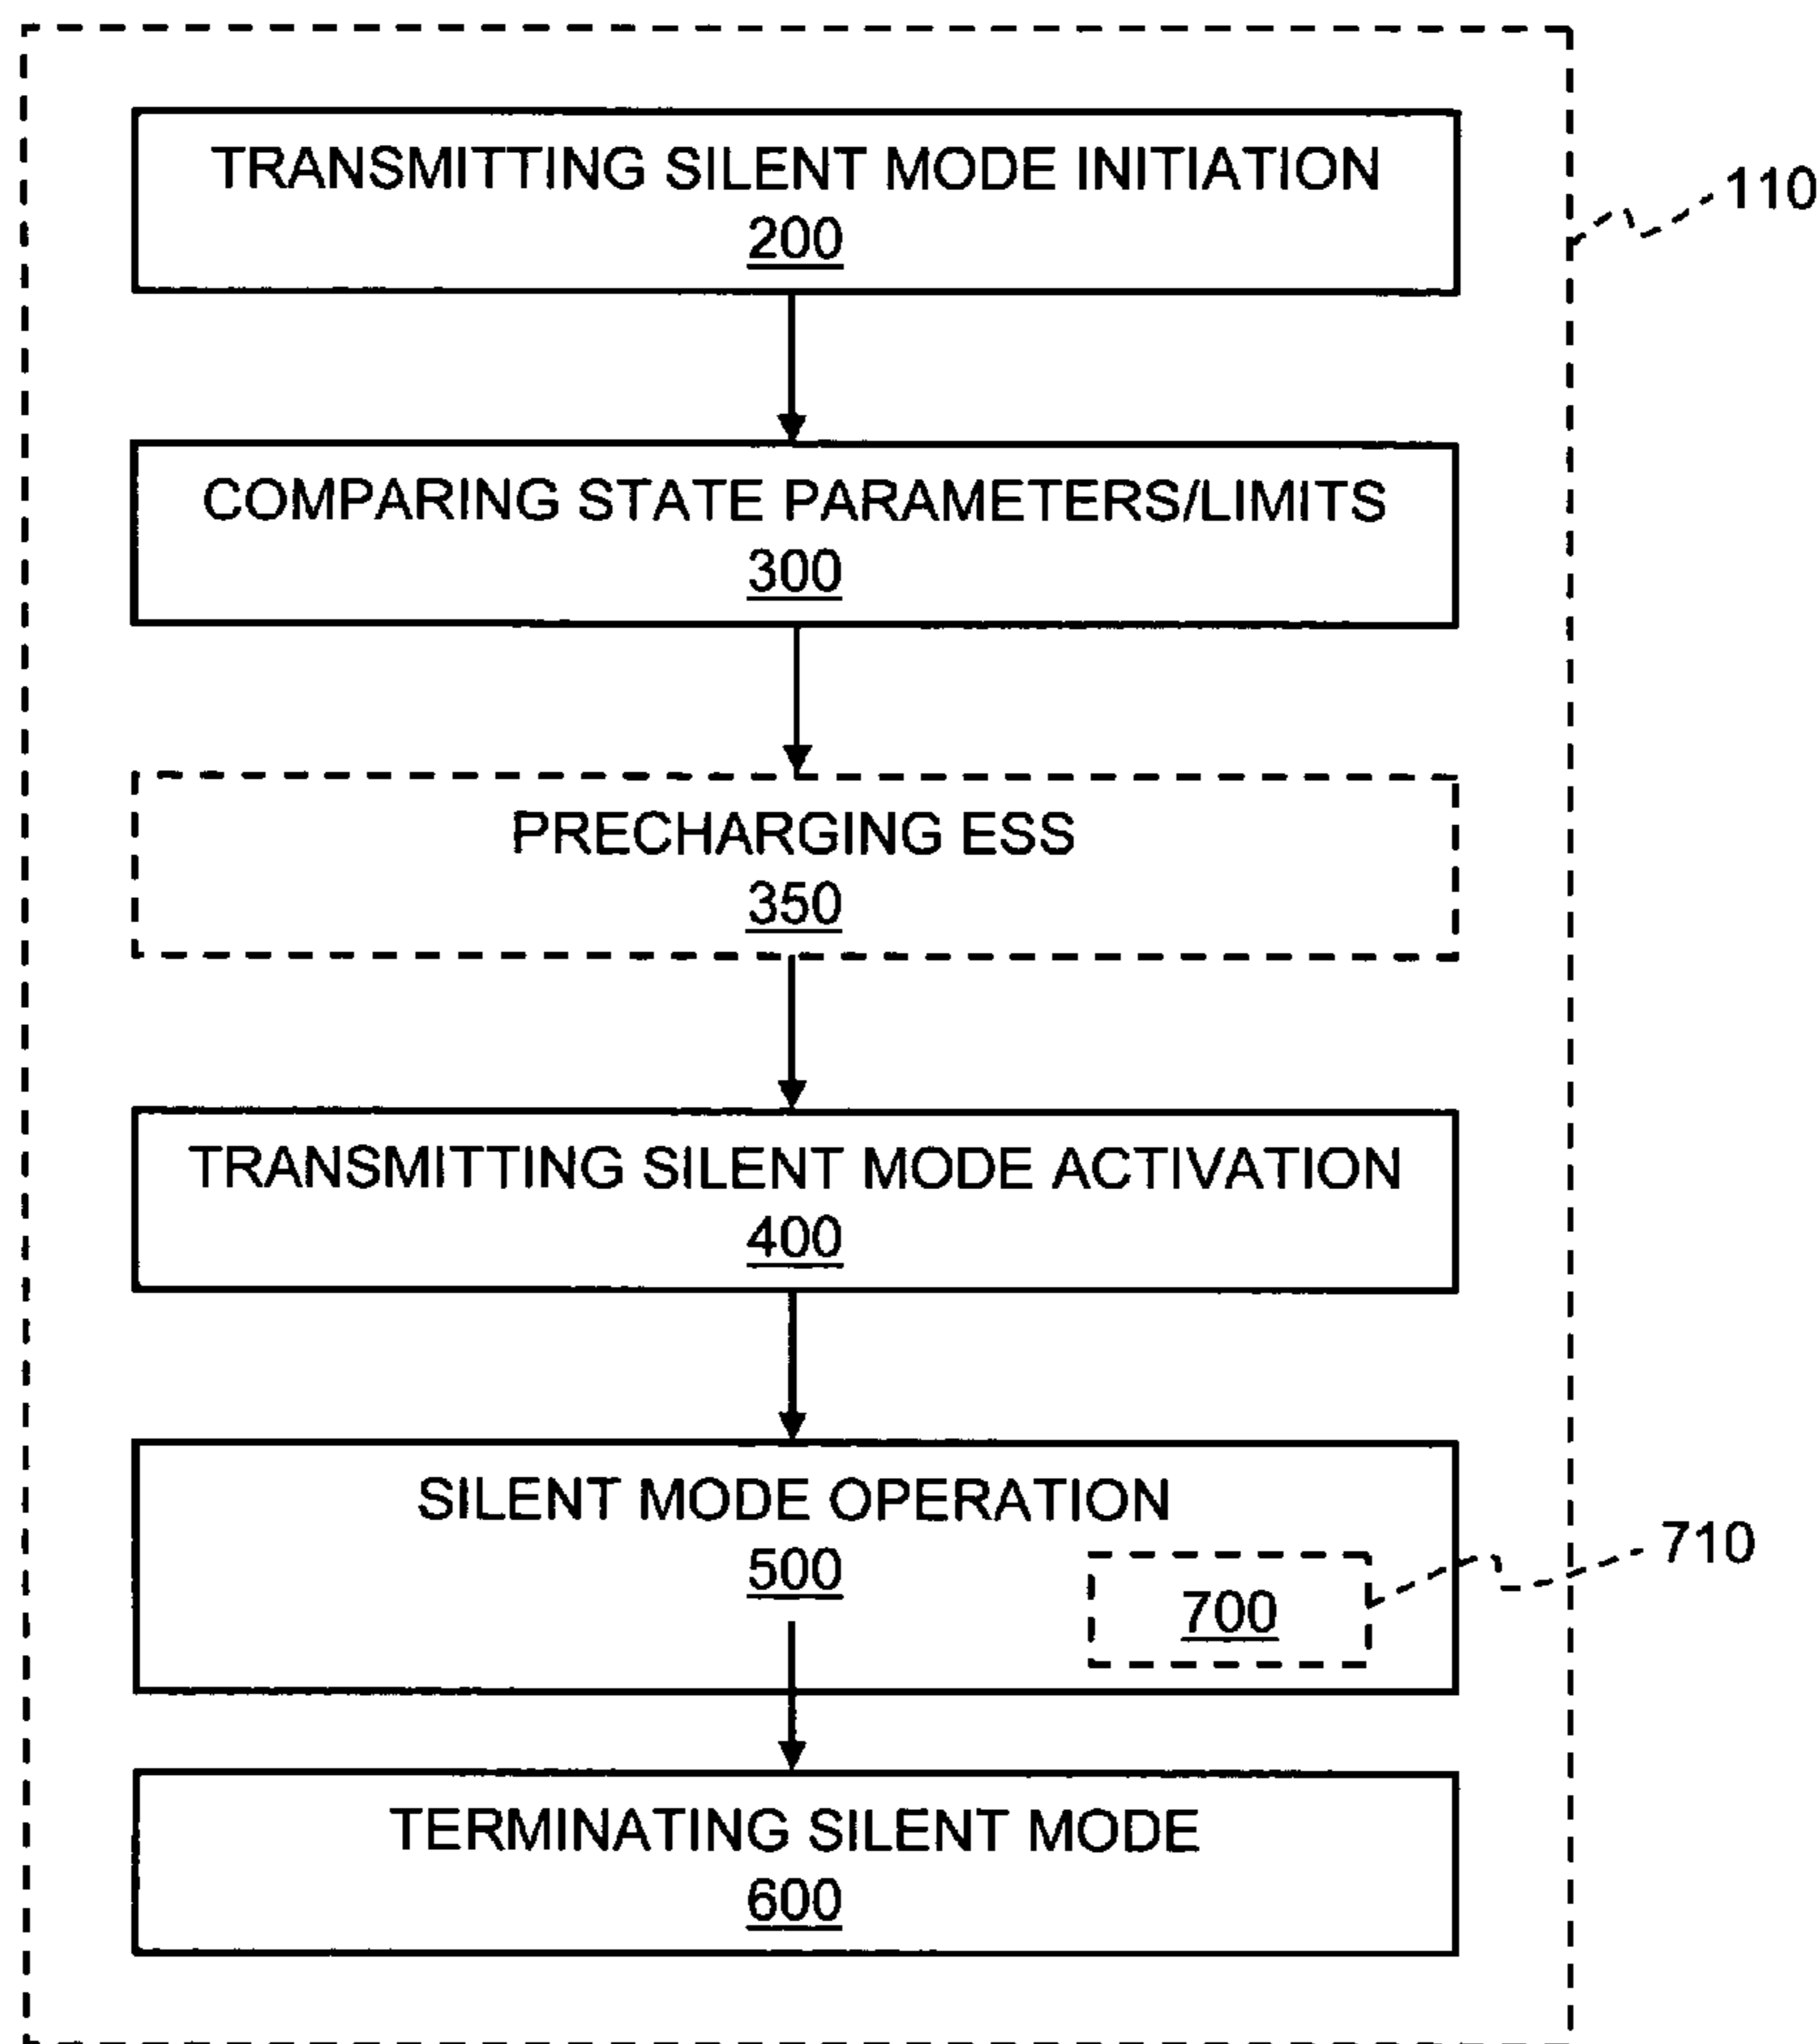 TRANSMITTING SILENT MODE INITIATION
200
110
COMPARING STATE PARAMETERS/LIMITS
300
PRECHARGING ESS
350
TRANSMITTING SILENT MODE ACTIVATION
400
SILENT MODE OPERATION
500
700
710
TERMINATING SILENT MODE
600